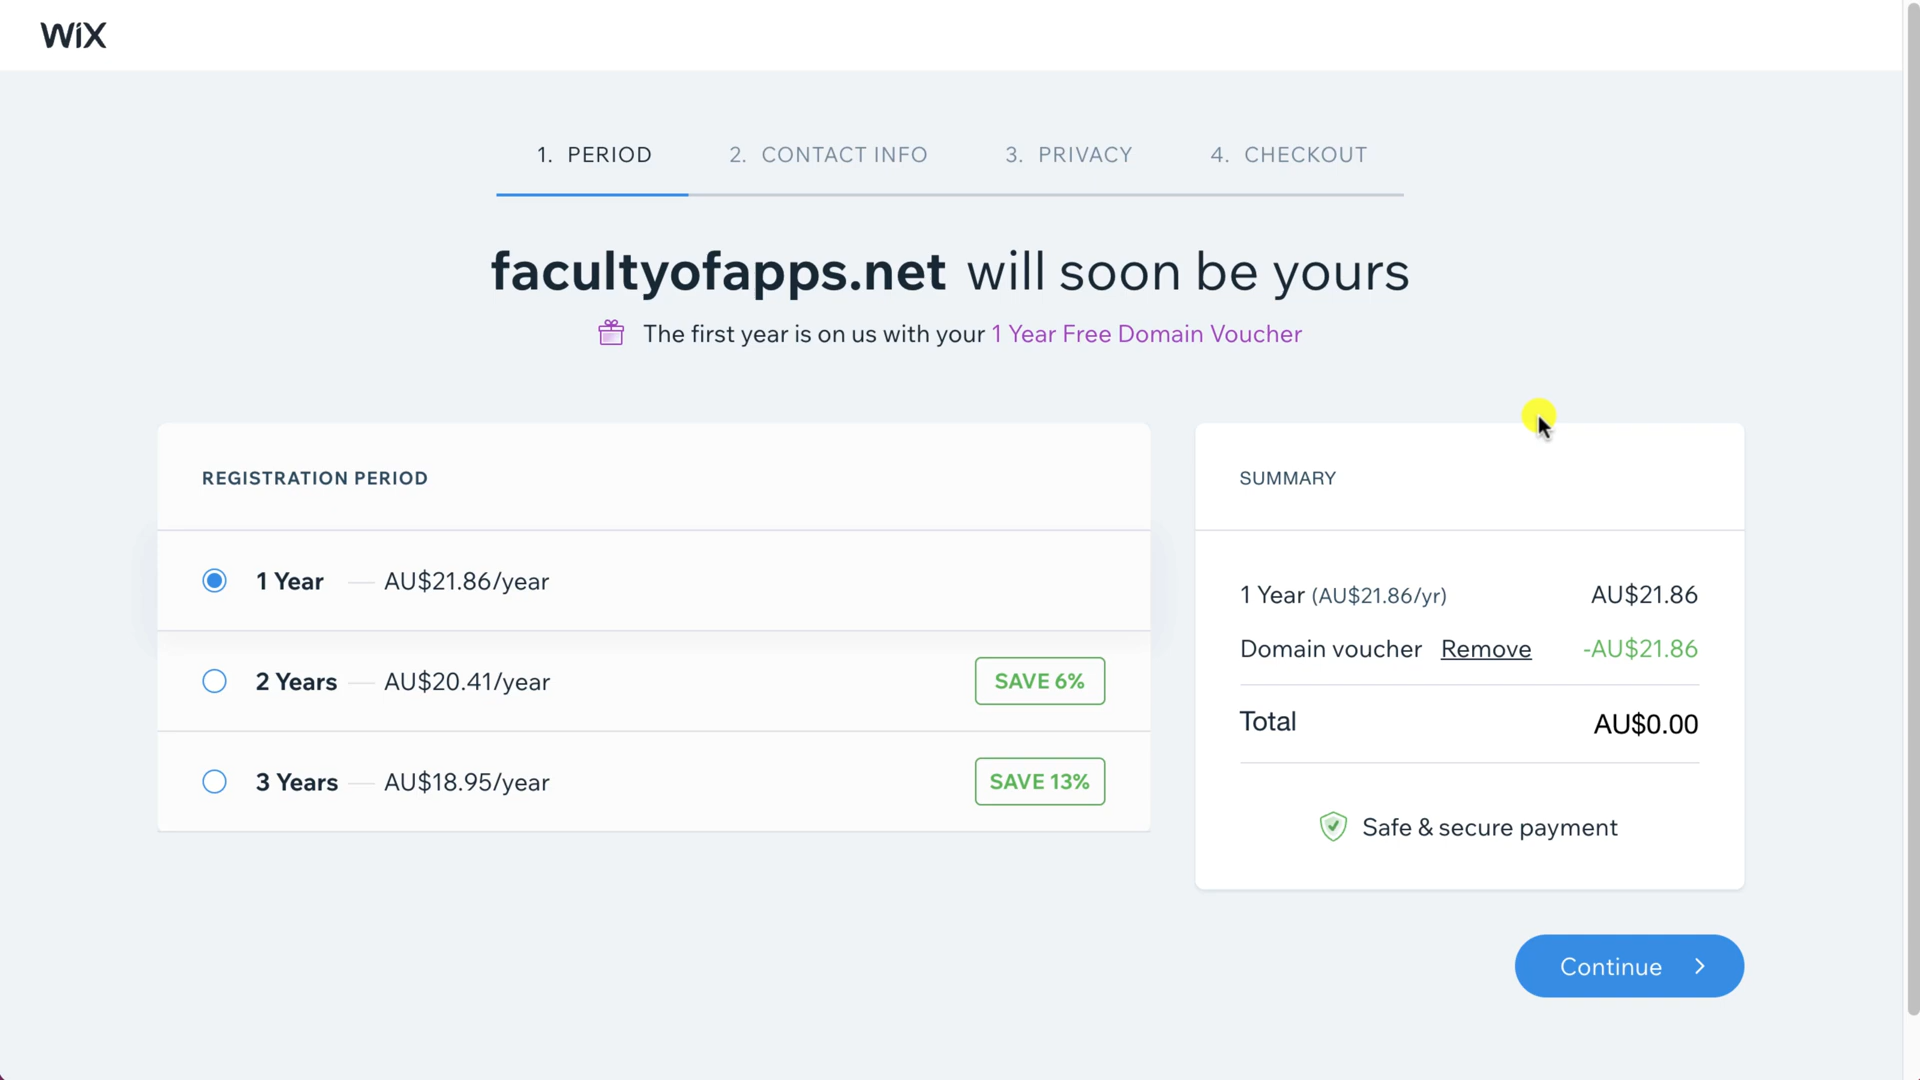 WiX
1. PERIOD
2. CONTACT INFO
3. PRIVACY
4. CHECKOUT
facultyofapps.net will soon be yours
The first year is on us with your 1 Year Free Domain Voucher
REGISTRATION PERIOD
1 Year — AU$21.86/year
2 Years — AU$20.41/year
SAVE 6%
3 Years — AU$18.95/year
SAVE 13%
SUMMARY
1 Year (AU$21.86/yr) AU$21.86
Domain voucher Remove -AU$21.86
Total AU$0.00
Safe & secure payment
Continue